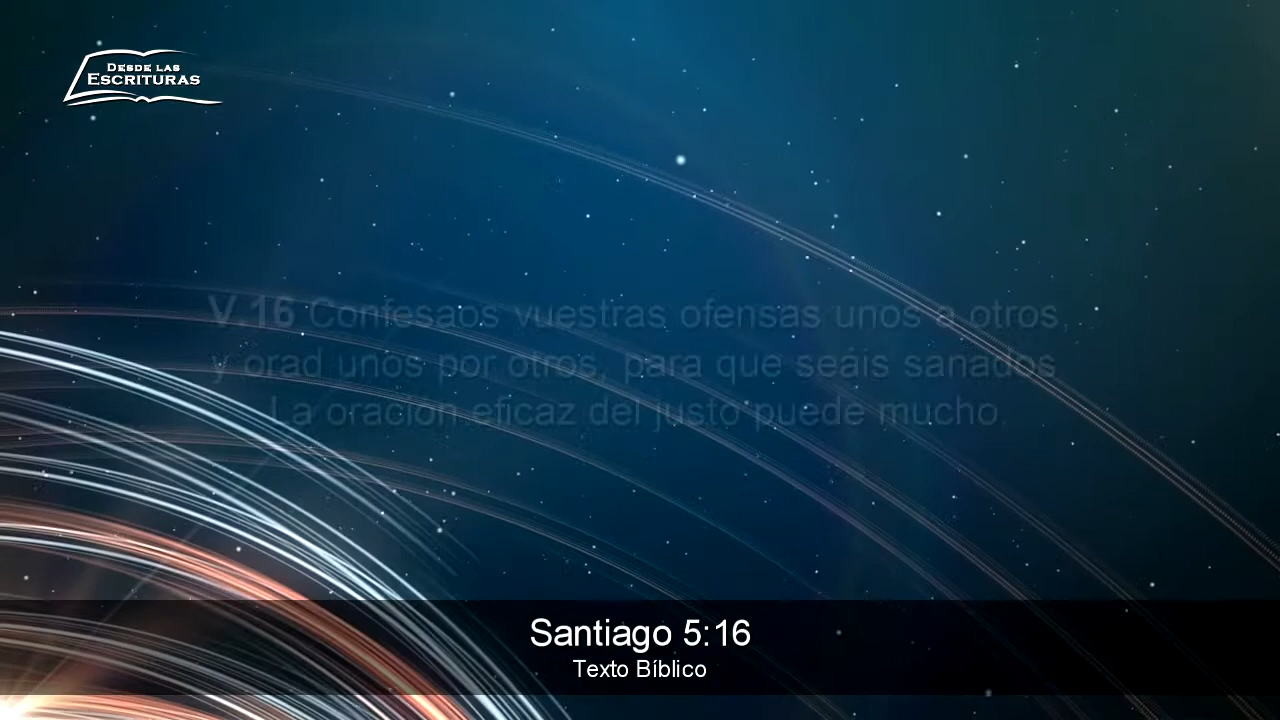 DESDE LAS
ESCRITURAS
V.16 Confesaos vuestras ofensas unos a otros
y orad unos por otros, para que seáis sanados
La oración eficaz del justo puede mucho
Santiago 5:16
Texto Bíblico